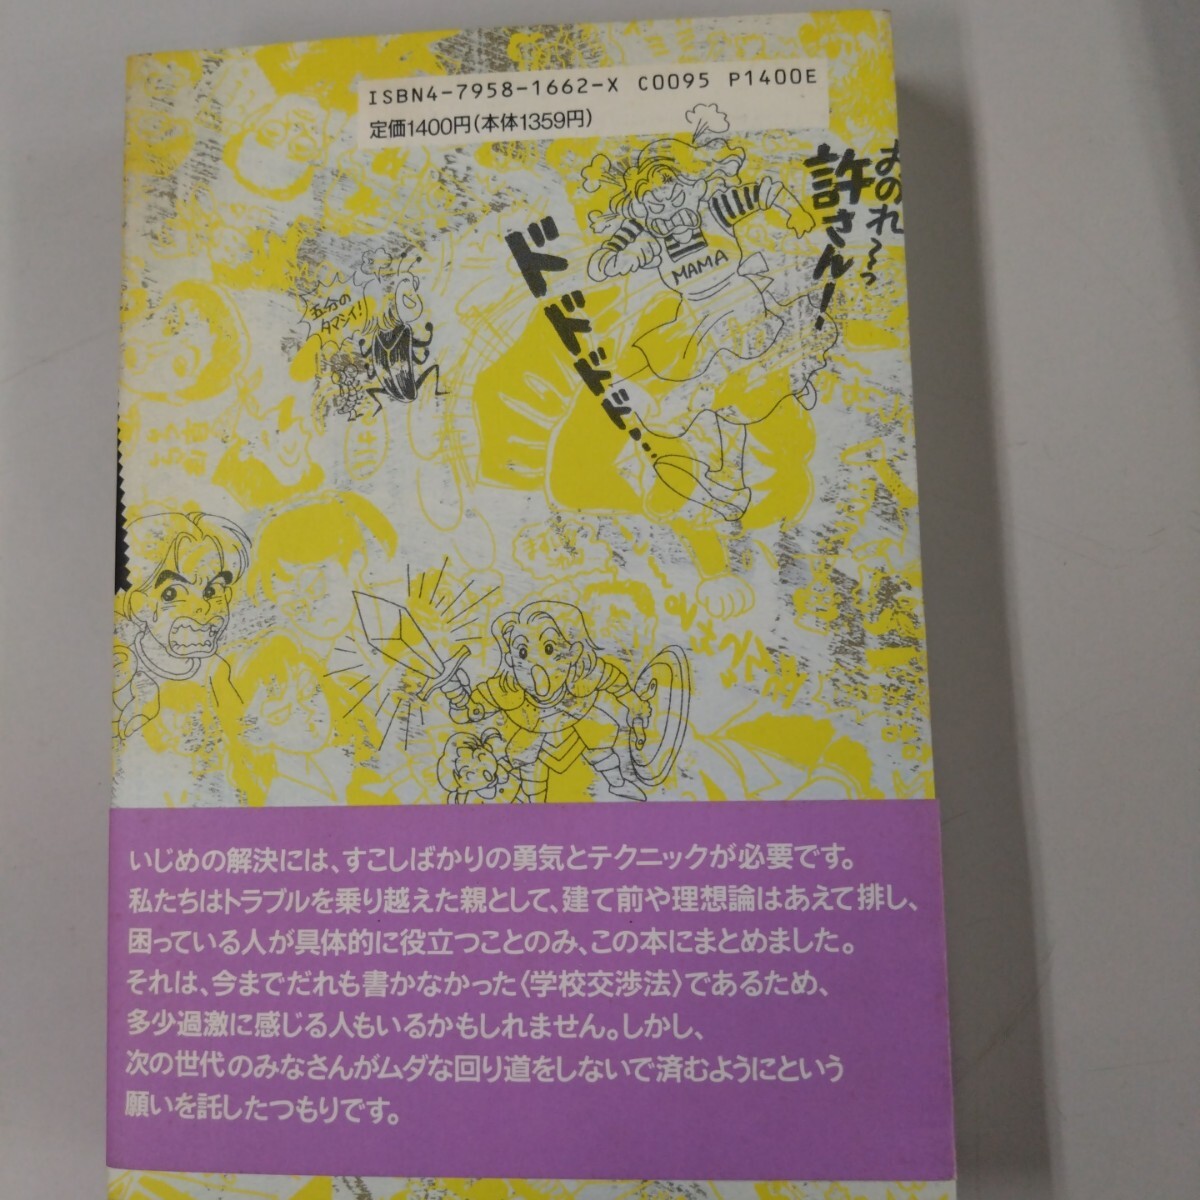 ISBN4-7958-1662-X C0095 P1400E
定価1400円(本体1359円)
おのれ〜〜っ
許さん!
MAMA
ドドドドド…
五分の
タマシイ!
いじめの解決には、すこしばかりの勇気とテクニックが必要です。
私たちはトラブルを乗り越えた親として、建て前や理想論はあえて排し、
困っている人が具体的に役立つことのみ、この本にまとめました。
それは、今までだれも書かなかった〈学校交渉法〉であるため、
多少過激に感じる人もいるかもしれません。しかし、
次の世代のみなさんがムダな回り道をしないで済むようにという
願いを託したつもりです。